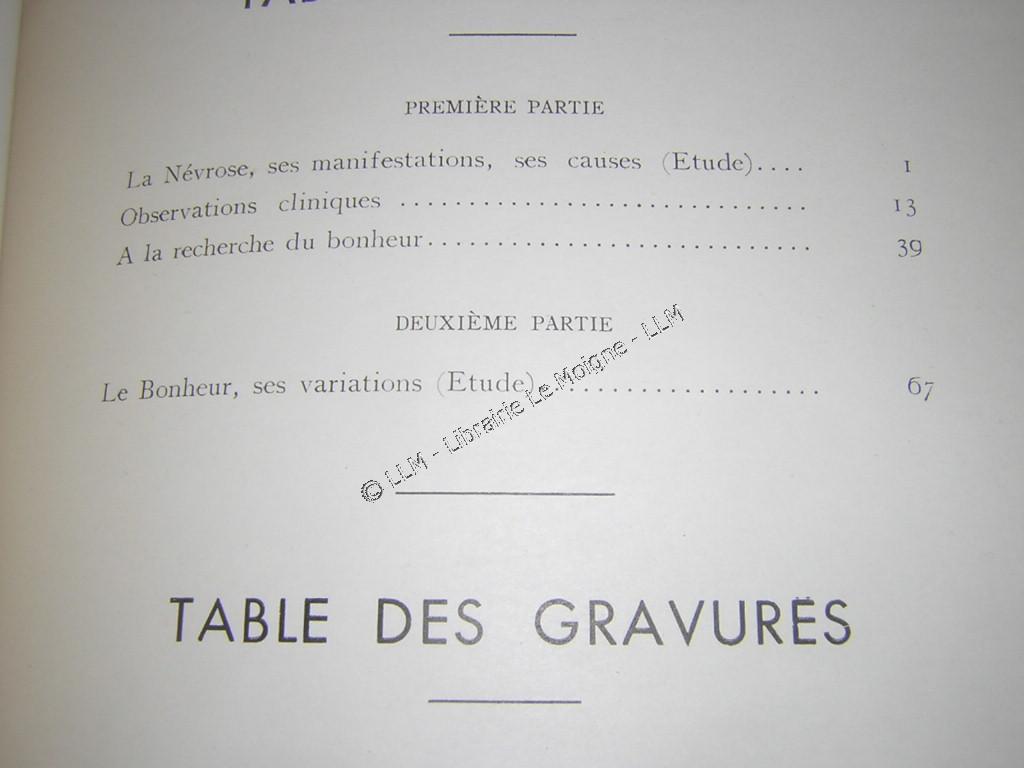 PREMIÈRE PARTIE
La Névrose, ses manifestations, ses causes (Etude).... 1
Observations cliniques ................................ 13
A la recherche du bonheur.............................. 39
DEUXIÈME PARTIE
Le Bonheur, ses variations (Etude) .................... 67
© LLM - Librairie Le Moigne - LLM
TABLE DES GRAVURES